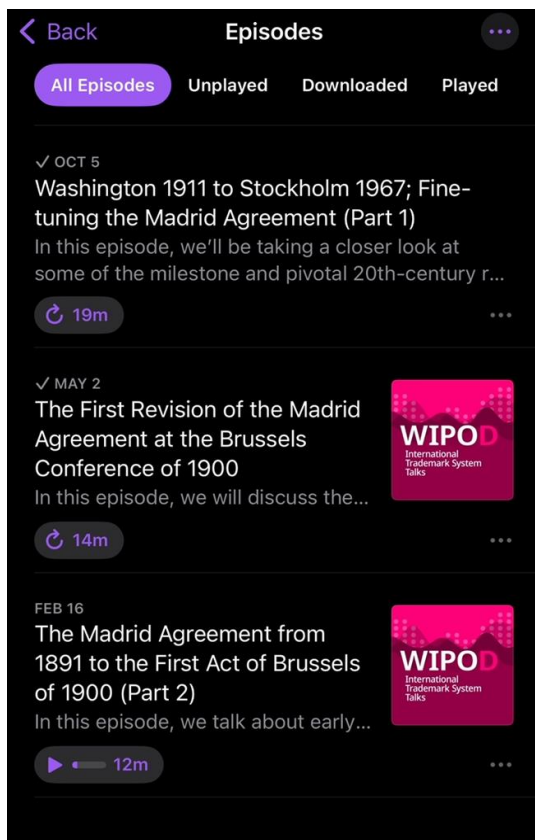 Back
Episodes
All Episodes
Unplayed
Downloaded
Played
✓ OCT 5
Washington 1911 to Stockholm 1967; Fine-
tuning the Madrid Agreement (Part 1)
In this episode, we’ll be taking a closer look at
some of the milestone and pivotal 20th-century r...
19m
✓ MAY 2
The First Revision of the Madrid
Agreement at the Brussels
Conference of 1900
In this episode, we will discuss the...
14m
WIPOD
International
Trademark System
Talks
FEB 16
The Madrid Agreement from
1891 to the First Act of Brussels
of 1900 (Part 2)
In this episode, we talk about early...
12m
WIPOD
International
Trademark System
Talks